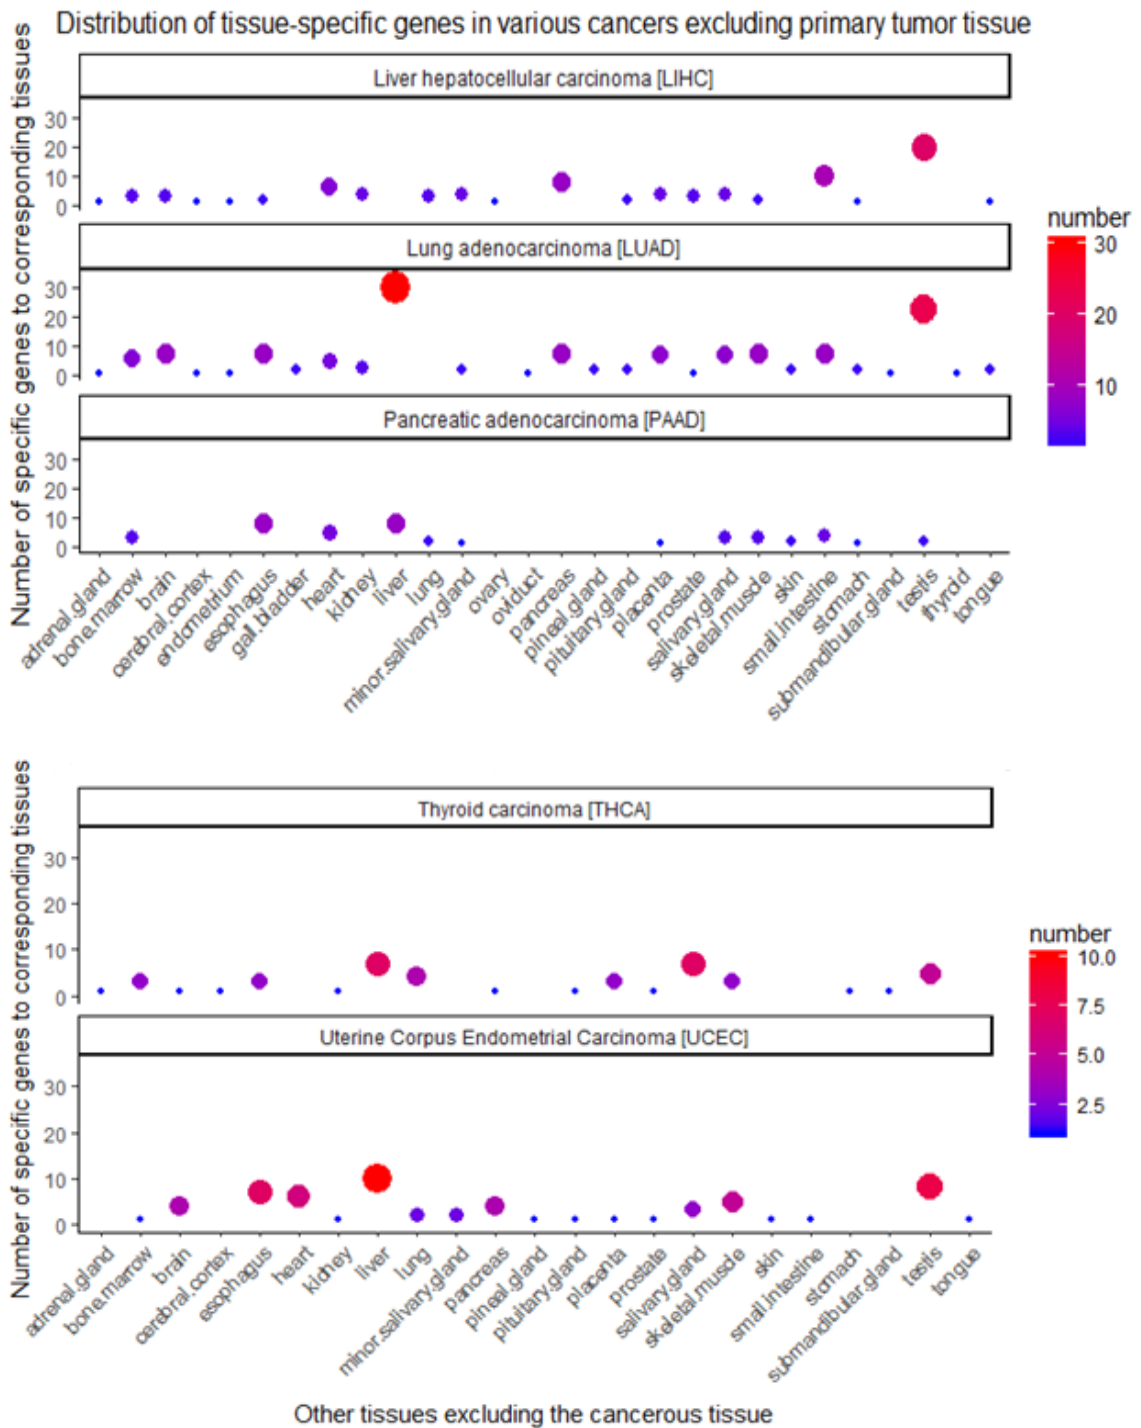 Distribution of tissue-specific genes in various cancers excluding primary tumor tissue
Number of specific genes to corresponding tissues
Liver hepatocellular carcinoma [LIHC]
30
20
10
0
Lung adenocarcinoma [LUAD]
30
20
10
0
Pancreatic adenocarcinoma [PAAD]
30
20
10
0
adrenal.gland
bone.marrow
brain
cerebral.cortex
endometrium
esophagus
gall.bladder
heart
kidney
liver
lung
minor.salivary.gland
ovary
oviduct
pancreas
pineal.gland
pituitary.gland
placenta
prostate
salivary.gland
skeletal.muscle
skin
small.intestine
stomach
submandibular.gland
testis
thyroid
tongue
number
30
20
10
Number of specific genes to corresponding tissues
Thyroid carcinoma [THCA]
30
20
10
0
Uterine Corpus Endometrial Carcinoma [UCEC]
30
20
10
0
adrenal.gland
bone.marrow
brain
cerebral.cortex
esophagus
heart
kidney
liver
lung
minor.salivary.gland
pancreas
pineal.gland
pituitary.gland
placenta
prostate
salivary.gland
skeletal.muscle
skin
small.intestine
stomach
submandibular.gland
testis
tongue
number
10.0
7.5
5.0
2.5
Other tissues excluding the cancerous tissue